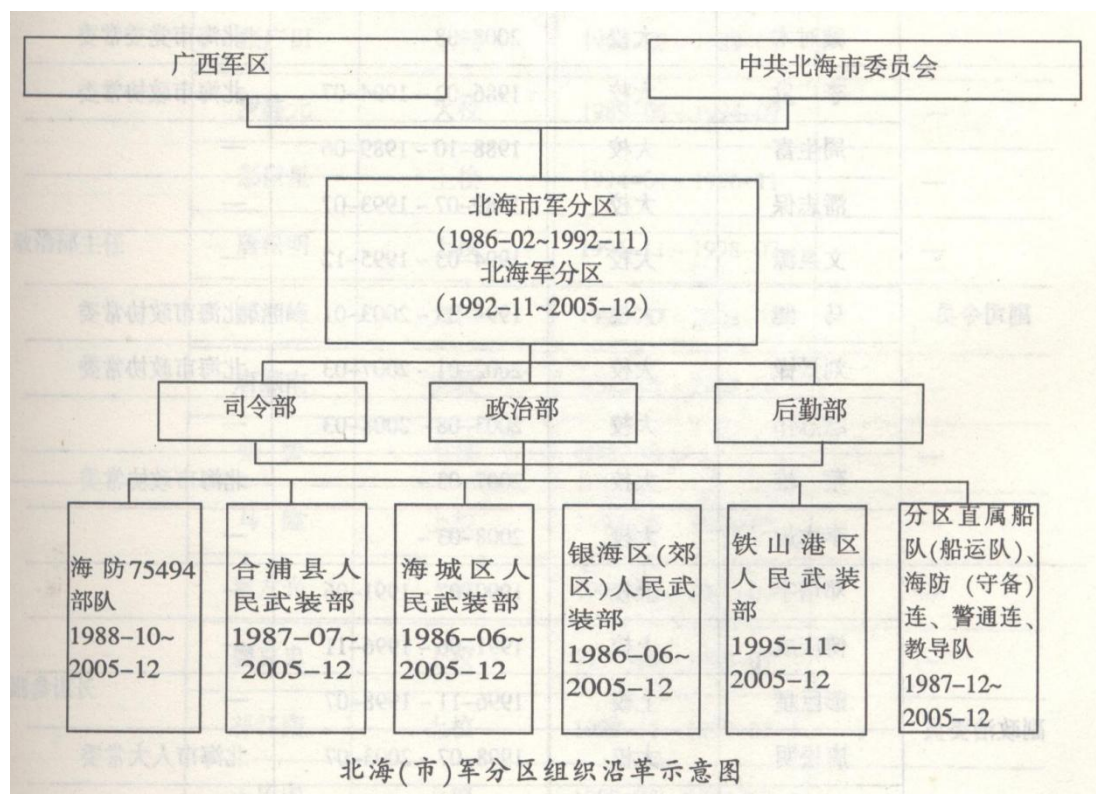 广西军区
中共北海市委员会
北海市军分区
(1986-02~1992-11)
北海军分区
(1992-11~2005-12)
司令部
政治部
后勤部
海防75494
部队
1988-10~
2005-12
合浦县人
民武装部
1987-07~
2005-12
海城区人
民武装部
1986-06~
2005-12
银海区(郊
区)人民武
装部
1986-06~
2005-12
铁山港区
人民武装
部
1995-11~
2005-12
分区直属船
队(船运队)、
海防(守备)
连、警通连、
教导队
1987-12~
2005-12
北海(市)军分区组织沿革示意图